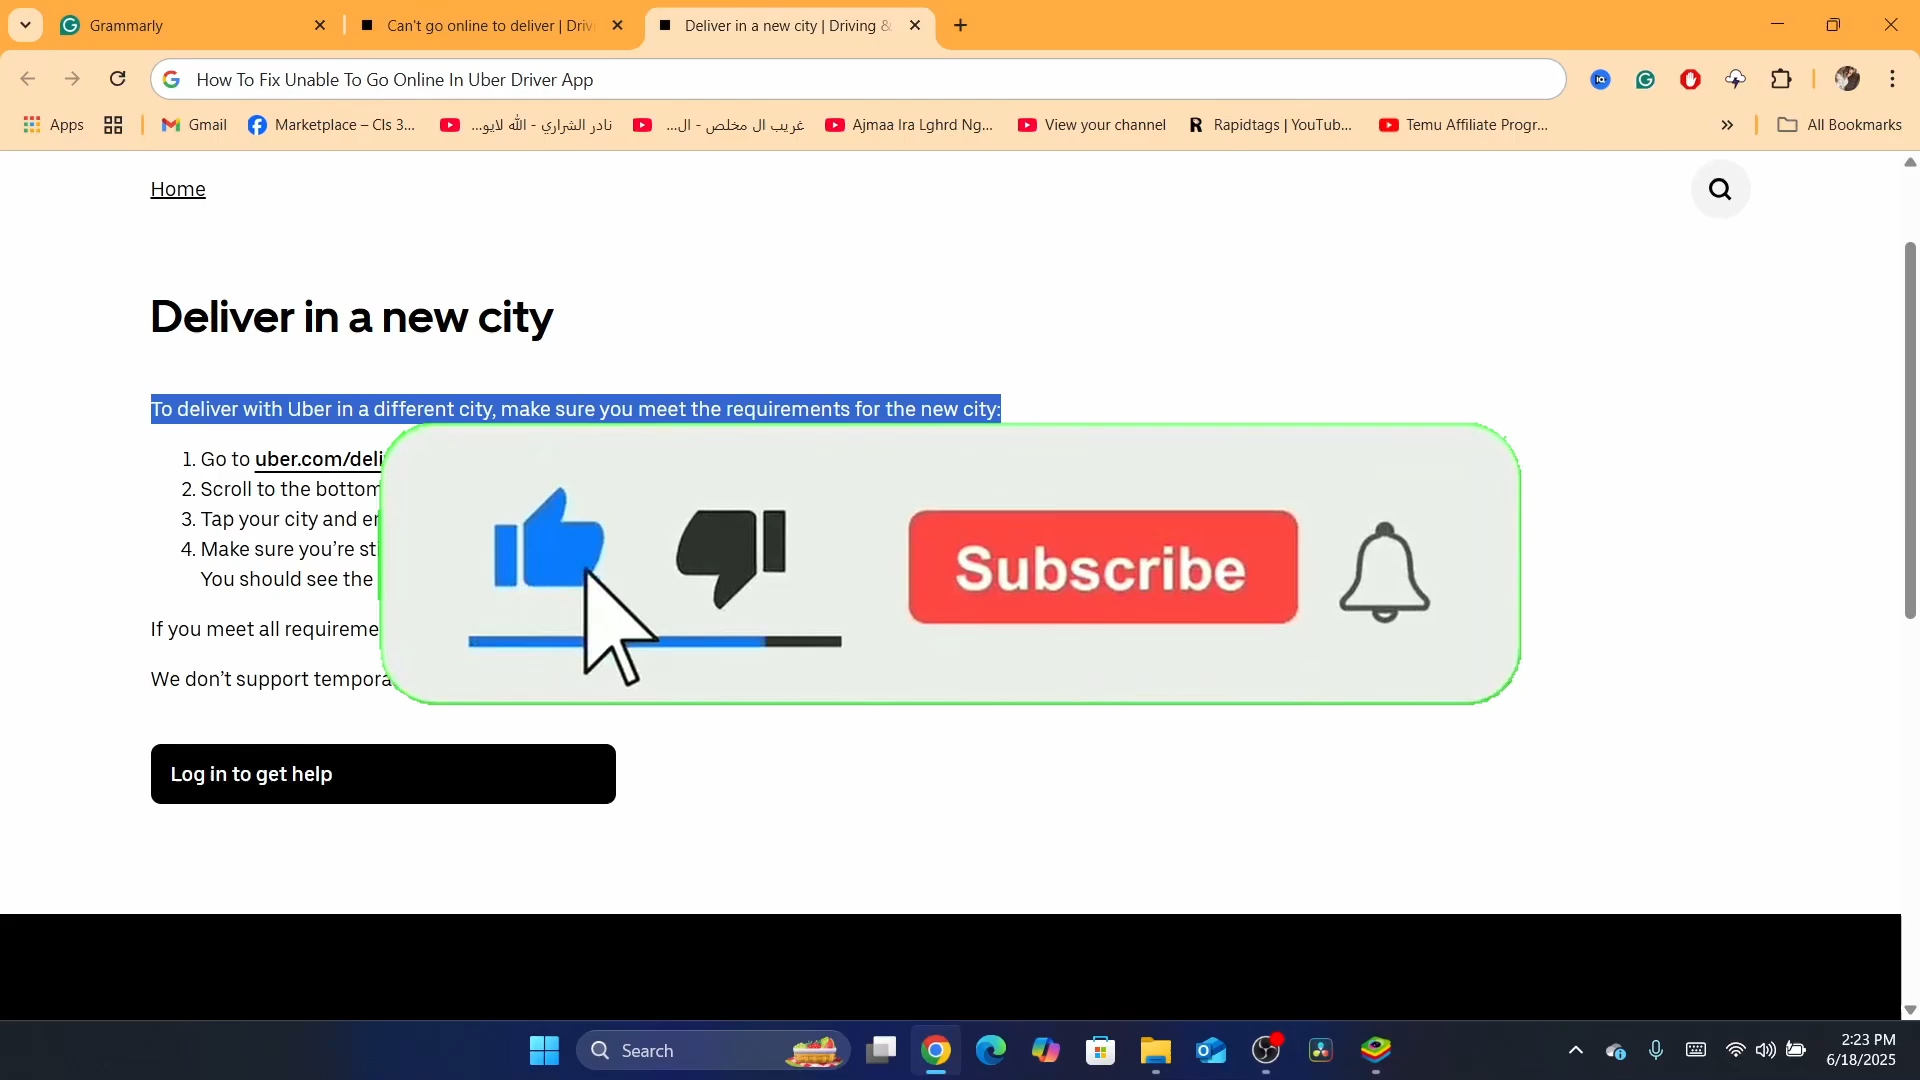 Grammarly
Can't go online to deliver | Driv
Deliver in a new city | Driving &
How To Fix Unable To Go Online In Uber Driver App
Apps
Gmail
Marketplace – Cls 3...
نادر الشراري - الله لايو...
غريب ال مخلص - ال...
Ajmaa Ira Lghrd Ng...
View your channel
Rapidtags | YouTub...
Temu Affiliate Progr...
All Bookmarks
Home
Deliver in a new city
To deliver with Uber in a different city, make sure you meet the requirements for the new city:
1. Go to uber.com/deli
2. Scroll to the bottom
3. Tap your city and en
4. Make sure you're sti
You should see the
If you meet all requireme
We don't support tempora
Subscribe
Log in to get help
Search
2:23 PM
6/18/2025